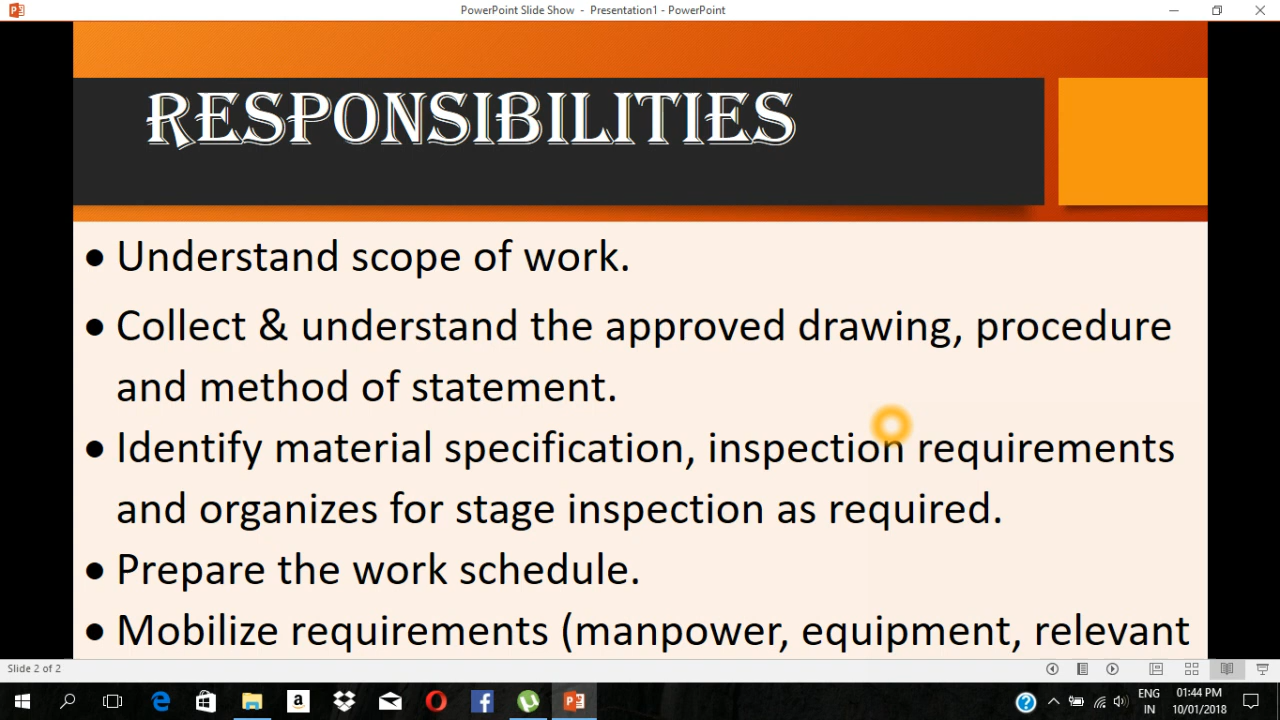 PowerPoint Slide Show - Presentation1 - PowerPoint
RESPONSIBILITIES
• Understand scope of work.
• Collect & understand the approved drawing, procedure
and method of statement.
• Identify material specification, inspection requirements
and organizes for stage inspection as required.
• Prepare the work schedule.
• Mobilize requirements (manpower, equipment, relevant
Slide 2 of 2
ENG
IN
01:44 PM
10/01/2018